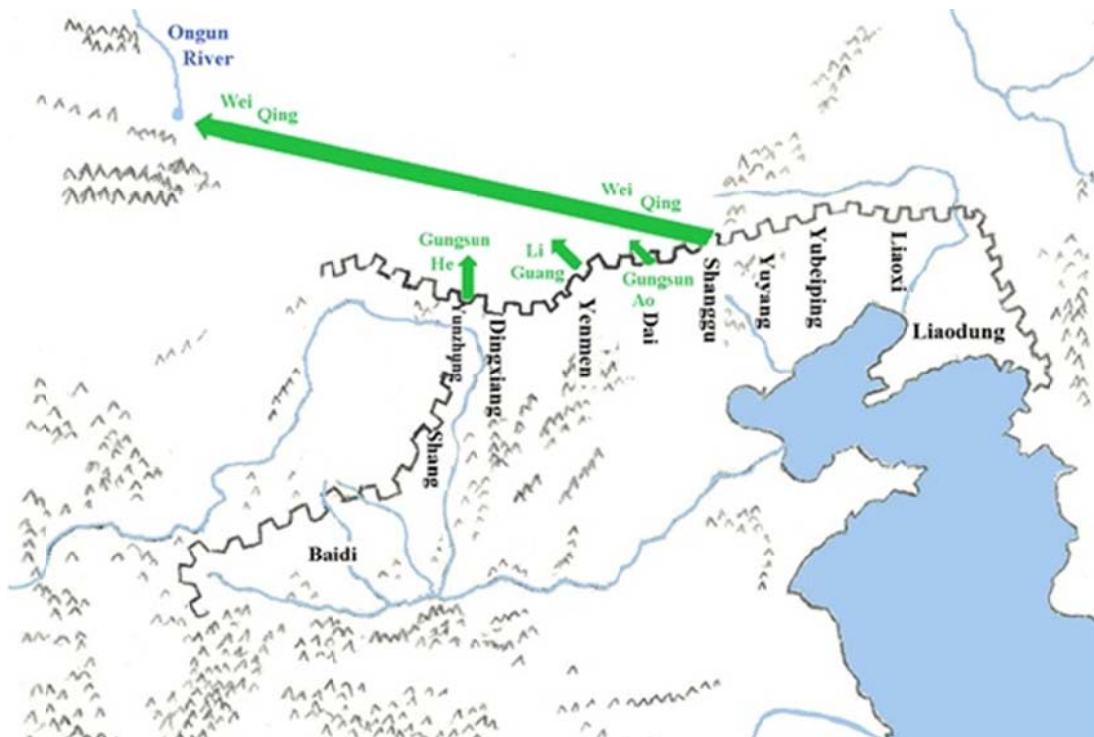 Ongun
River
Wei
Qing
Wei
Qing
Gungsun
He
Li
Guang
Gungsun
Ao
Yunzhung
Dingxiang
Yenmen
Dai
Shanggu
Yuyang
Yubeiping
Liaoxi
Liaodung
Shang
Baidi